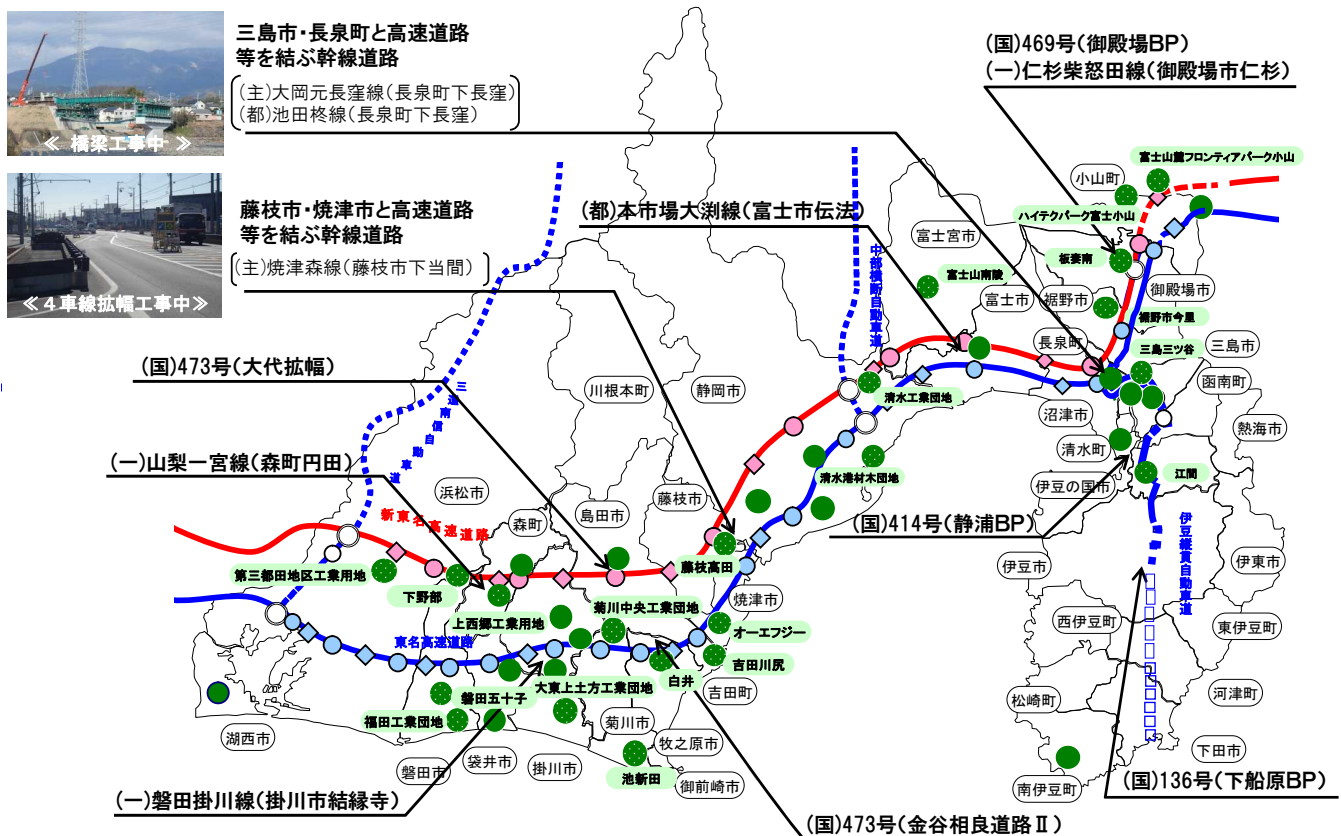 三島市・長泉町と高速道路
等を結ぶ幹線道路
(主)大岡元長窪線(長泉町下長窪)
(都)池田柊線(長泉町下長窪)
≪ 橋梁工事中 ≫
藤枝市・焼津市と高速道路
等を結ぶ幹線道路
(主)焼津森線(藤枝市下当間)
≪４車線拡幅工事中≫
(国)469号(御殿場BP)
(一)仁杉柴怒田線(御殿場市仁杉)
(都)本市場大渕線(富士市伝法)
(国)473号(大代拡幅)
(一)山梨一宮線(森町円田)
(一)磐田掛川線(掛川市結縁寺)
(国)473号(金谷相良道路Ⅱ)
(国)414号(静浦BP)
(国)136号(下船原BP)
富士山麓フロンティアパーク小山
小山町
ハイテクパーク富士小山
富士宮市
板妻南
富士山南陵
富士市
裾野市
御殿場市
裾野市今里
長泉町
三島三ツ谷
三島市
函南町
沼津市
熱海市
清水町
江間
伊豆の国市
中部横断自動車道
清水工業団地
川根本町
静岡市
三遠南信自動車道
清水港材木団地
浜松市
森町
島田市
藤枝市
新東名高速道路
藤枝高田
第三都田地区工業用地
下野部
上西郷工業用地
菊川中央工業団地
焼津市
オーエフジー
東名高速道路
吉田川尻
白井
吉田町
大東上土方工業団地
磐田五十子
福田工業団地
菊川市
牧之原市
湖西市
磐田市
袋井市
掛川市
池新田
御前崎市
伊豆縦貫自動車道
伊豆市
伊東市
西伊豆町
東伊豆町
松崎町
河津町
下田市
南伊豆町